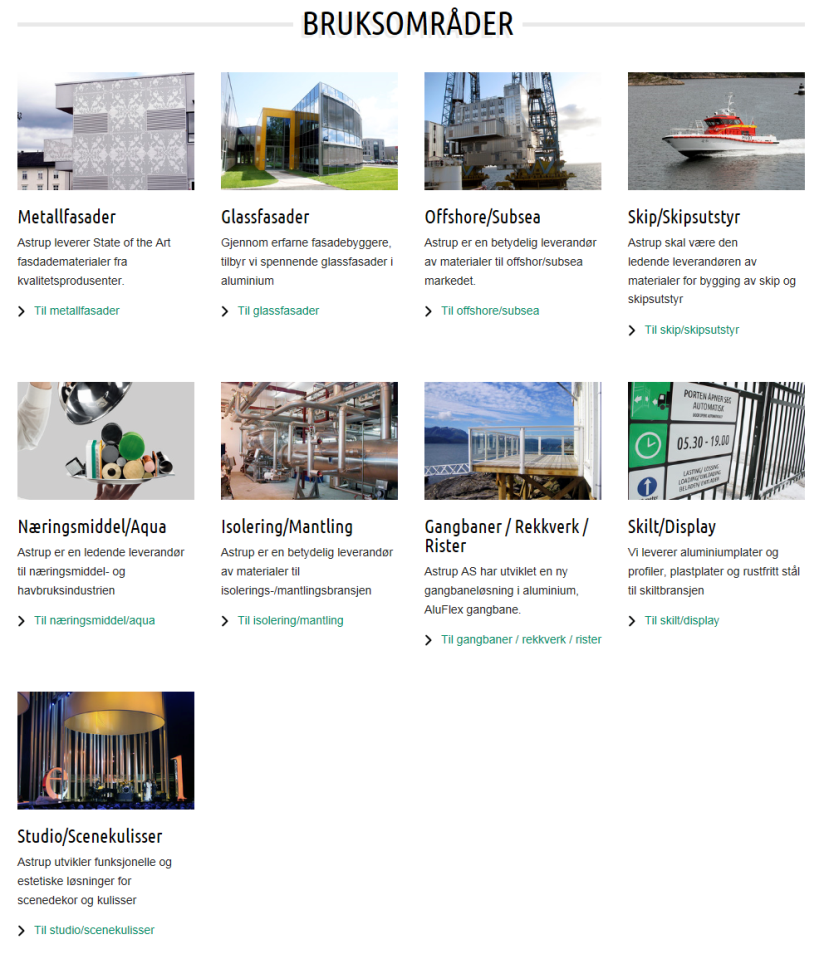 BRUKSOMRÅDER
Metallfasader
Astrup leverer State of the Art
fasdadematerialer fra
kvalitetsprodusenter.
Til metallfasader
Glassfasader
Gjennom erfarne fasadebyggere,
tilbyr vi spennende glassfasader i
aluminium
Til glassfasader
Offshore/Subsea
Astrup er en betydelig leverandør
av materialer til offshor/subsea
markedet.
Til offshore/subsea
Skip/Skipsutstyr
Astrup skal være den
ledende leverandøren av
materialer for bygging av skip og
skipsutstyr
Til skip/skipsutstyr
PORTEN ÅPNER SEG
AUTOMATISK
05.30 - 19.00
LASTING/ LOSSING
LOADING/UNLOADING
BE-LADEN
Næringsmiddel/Aqua
Astrup er en ledende leverandør
til næringsmiddel- og
havbruksindustrien
Til næringsmiddel/aqua
Isolering/Mantling
Astrup er en betydelig leverandør
av materialer til
isolerings-/mantlingsbransjen
Til isolering/mantling
Gangbaner / Rekkverk /
Rister
Astrup AS har utviklet en ny
gangbaneløsning i aluminium,
AluFlex gangbane.
Til gangbaner / rekkverk / rister
Skilt/Display
Vi leverer aluminiumplater og
profiler, plastplater og rustfritt stål
til skiltbransjen
Til skilt/display
e 1
Studio/Scenekulisser
Astrup utvikler funksjonelle og
estetiske løsninger for
scenedekor og kulisser
Til studio/scenekulisser